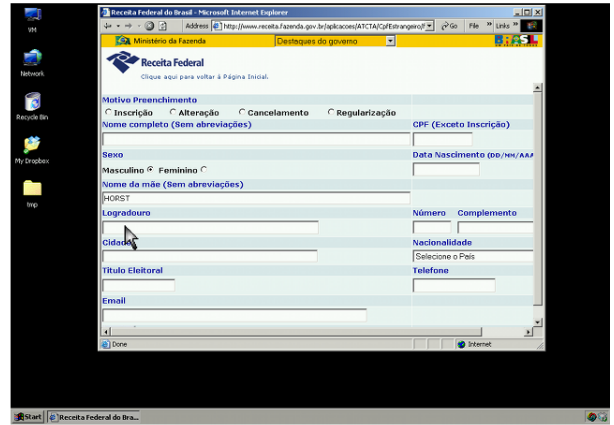 Receita Federal do Brasil - Microsoft Internet Explorer
Address http://www.receita.fazenda.gov.br/aplicacoes/ATCTA/CpfEstrangeiro/F Go File » Links »
Ministério da Fazenda Destaques do governo BRASIL
Receita Federal
Clique aqui para voltar à Página Inicial.
Motivo Preenchimento
Inscrição Alteração Cancelamento Regularização
Nome completo (Sem abreviações) CPF (Exceto Inscrição)
Sexo Data Nascimento (DD/MM/AAA
Masculino Feminino
Nome da mãe (Sem abreviações)
HORST
Logradouro Número Complemento
Cidade Nacionalidade
Selecione o País
Título Eleitoral Telefone
Email
Done Internet
VM
Network
Recycle Bin
My Dropbox
tmp
Start Receita Federal do Bra...